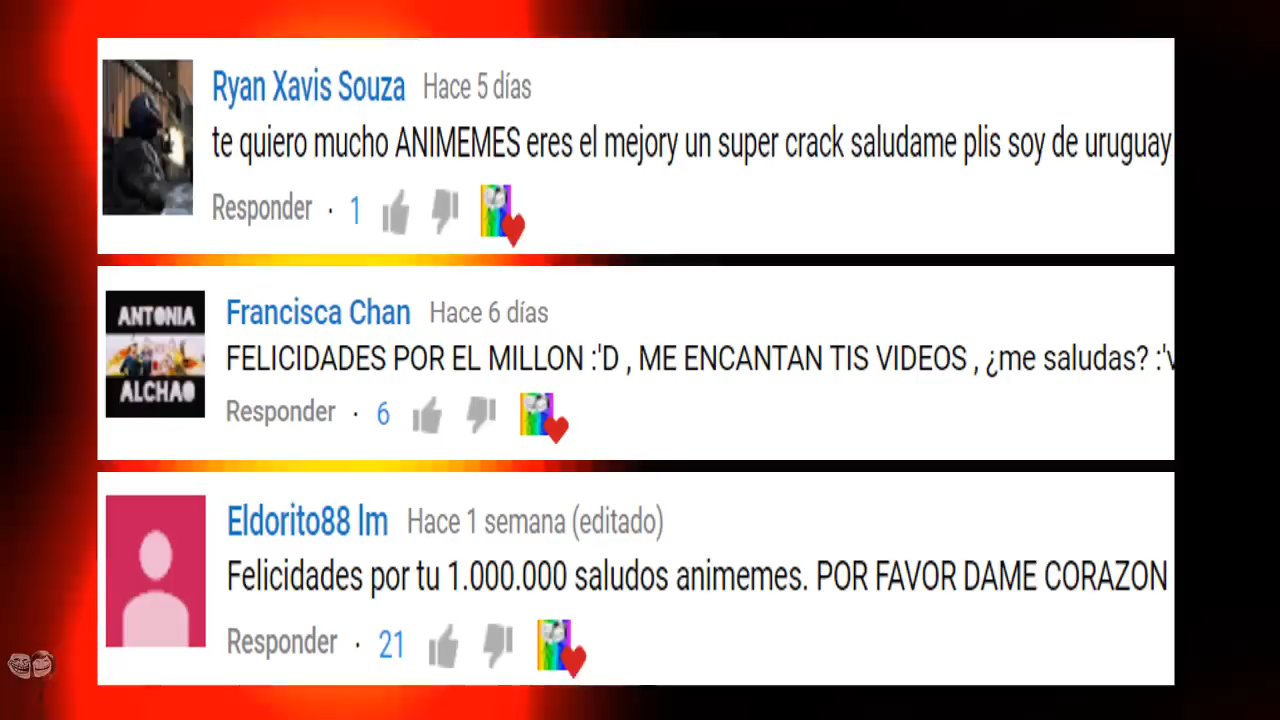 Ryan Xavis Souza Hace 5 días
te quiero mucho ANIMEMES eres el mejory un super crack saludame plis soy de uruguay
Responder · 1
ANTONIA
ALCHAO
Francisca Chan Hace 6 días
FELICIDADES POR EL MILLON :'D , ME ENCANTAN TIS VIDEOS , ¿me saludas? :'v
Responder · 6
Eldorito88 lm Hace 1 semana (editado)
Felicidades por tu 1.000.000 saludos animemes. POR FAVOR DAME CORAZON
Responder · 21